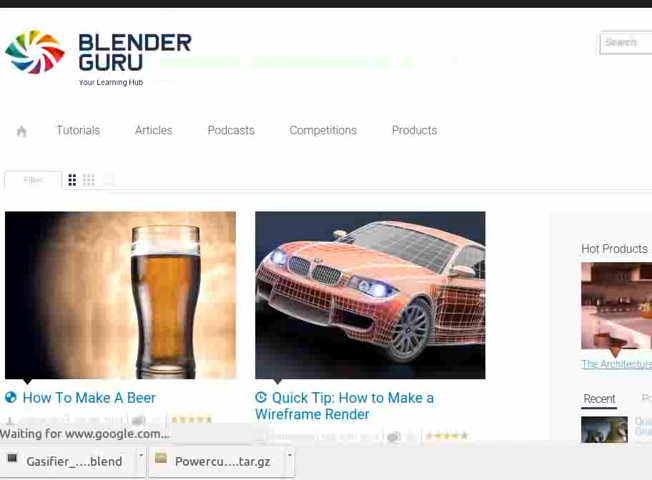 BLENDER
GURU
Your Learning Hub
Search
Tutorials Articles Podcasts Competitions Products
Filter
Hot Products
The Architecture
How To Make A Beer
Quick Tip: How to Make a
Wireframe Render
Recent
Waiting for www.google.com...
Gasifier_....blend
Powercu....tar.gz